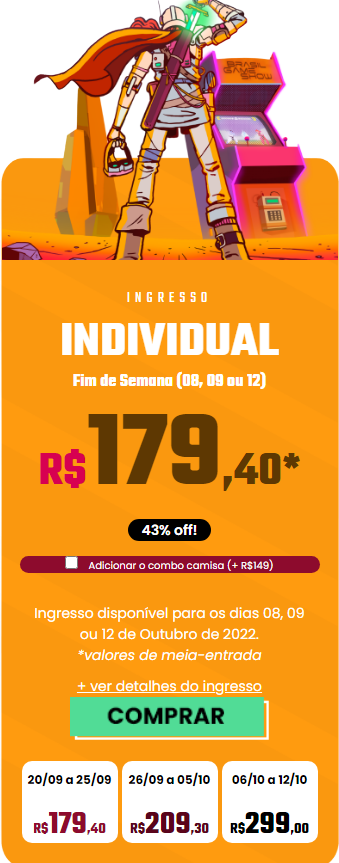 BRASIL
GAME
SHOW
INGRESSO
INDIVIDUAL
Fim de Semana (08, 09 ou 12)
R$179,40*
43% off!
Adicionar o combo camisa (+ R$149)
Ingresso disponível para os dias 08, 09
ou 12 de Outubro de 2022.
*valores de meia-entrada
+ ver detalhes do ingresso
COMPRAR
20/09 a 25/09
R$179,40
26/09 a 05/10
R$209,30
06/10 a 12/10
R$299,00